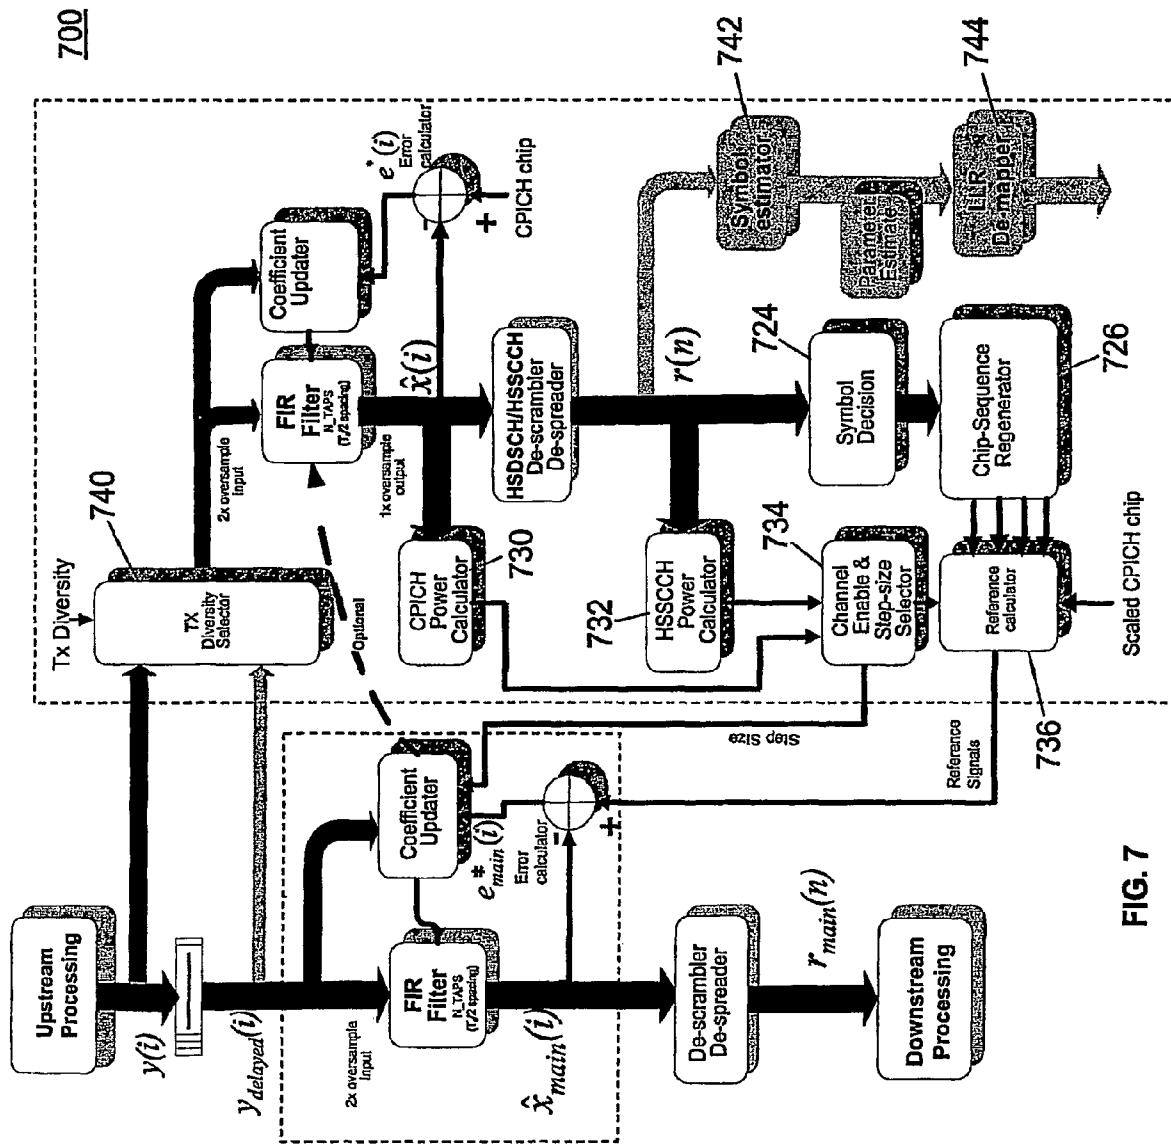 700
Upstream
Processing
y(i)
y_delayed(i)
Tx Diversity
TX
Diversity
Selector
740
2x oversample
Input
FIR
Filter
N_TAPS
(T/2 spacing)
Coefficient
Updater
e*(i)
Error
calculator
-
+
CPICH chip
x̂(i)
1x oversample
output
Optional
CPICH
Power
Calculator
730
HSDSCH/HSSCCH
De-scrambler
De-spreader
r(n)
742
Symbol
estimator
Parameter
Estimate
LLR
De-mapper
744
HSSCCH
Power
Calculator
732
734
Channel
Enable &
Step-size
Selector
724
Symbol
Decision
Chip-Sequence
Regenerator
726
Reference
calculator
736
Scaled CPICH chip
Step Size
Reference
Signals
2x oversample
Input
FIR
Filter
N_TAPS
(T/2 spacing)
Coefficient
Updater
e*_main(i)
Error
calculator
-
+
x̂_main(i)
De-scrambler
De-spreader
r_main(n)
Downstream
Processing
FIG. 7